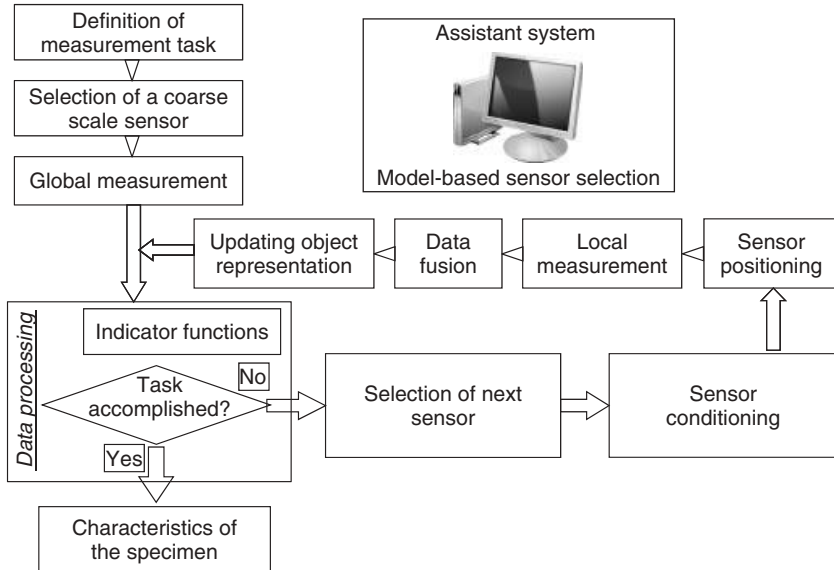 Definition of
measurement task
Selection of a coarse
scale sensor
Global measurement
Assistant system
Model-based sensor selection
Updating object
representation
Data
fusion
Local
measurement
Sensor
positioning
Data processing
Indicator functions
Task
accomplished?
No
Yes
Selection of next
sensor
Sensor
conditioning
Characteristics of
the specimen